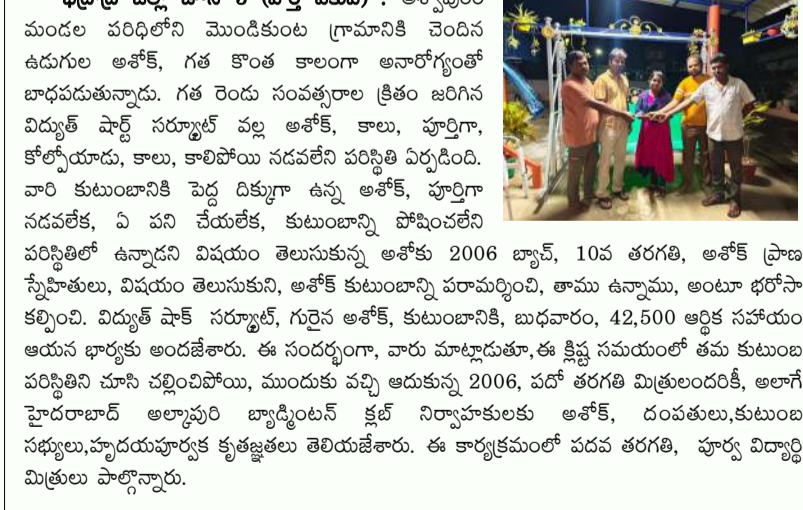 మండల పరిధిలోని మొండికుంట గ్రామానికి చెందిన
ఉడుగుల అశోక్, గత కొంత కాలంగా అనారోగ్యంతో
బాధపడుతున్నాడు. గత రెండు సంవత్సరాల క్రితం జరిగిన
విద్యుత్ షార్ట్ సర్క్యూట్ వల్ల అశోక్, కాలు, పూర్తిగా,
కోల్పోయాడు, కాలు, కాలిపోయి నడవలేని పరిస్థితి ఏర్పడింది.
వారి కుటుంబానికి పెద్ద దిక్కుగా ఉన్న అశోక్, పూర్తిగా
నడవలేక, ఏ పని చేయలేక, కుటుంబాన్ని పోషించలేని
పరిస్థితిలో ఉన్నాడని విషయం తెలుసుకున్న అశోకు 2006 బ్యాచ్, 10వ తరగతి, అశోక్ ప్రాణ
స్నేహితులు, విషయం తెలుసుకుని, అశోక్ కుటుంబాన్ని పరామర్శించి, తాము ఉన్నాము, అంటూ భరోసా
కల్పించి. విద్యుత్ షాక్ సర్క్యూట్, గురైన అశోక్, కుటుంబానికి, బుధవారం, 42,500 ఆర్థిక సహాయం
ఆయన భార్యకు అందజేశారు. ఈ సందర్భంగా, వారు మాట్లాడుతూ,ఈ క్లిష్ట సమయంలో తమ కుటుంబ
పరిస్థితిని చూసి చల్లించిపోయి, ముందుకు వచ్చి ఆదుకున్న 2006, పదో తరగతి మిత్రులందరికీ, అలాగే
హైదరాబాద్ అల్కాపురి బ్యాడ్మింటన్ క్లబ్ నిర్వాహకులకు అశోక్, దంపతులు,కుటుంబ
సభ్యులు,హృదయపూర్వక కృతజ్ఞతలు తెలియజేశారు. ఈ కార్యక్రమంలో పదవ తరగతి, పూర్వ విద్యార్థి
మిత్రులు పాల్గొన్నారు.